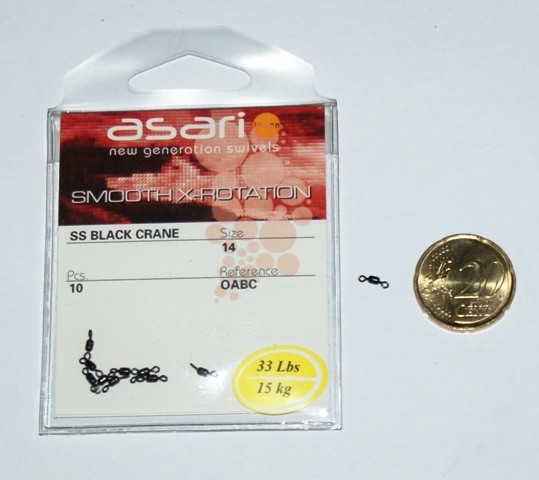 asari
new generation swivels
SMOOTH X-ROTATION
SS BLACK CRANE
Size
14
Pcs.
10
Reference
OABC
33 Lbs
15 kg
20
CENT